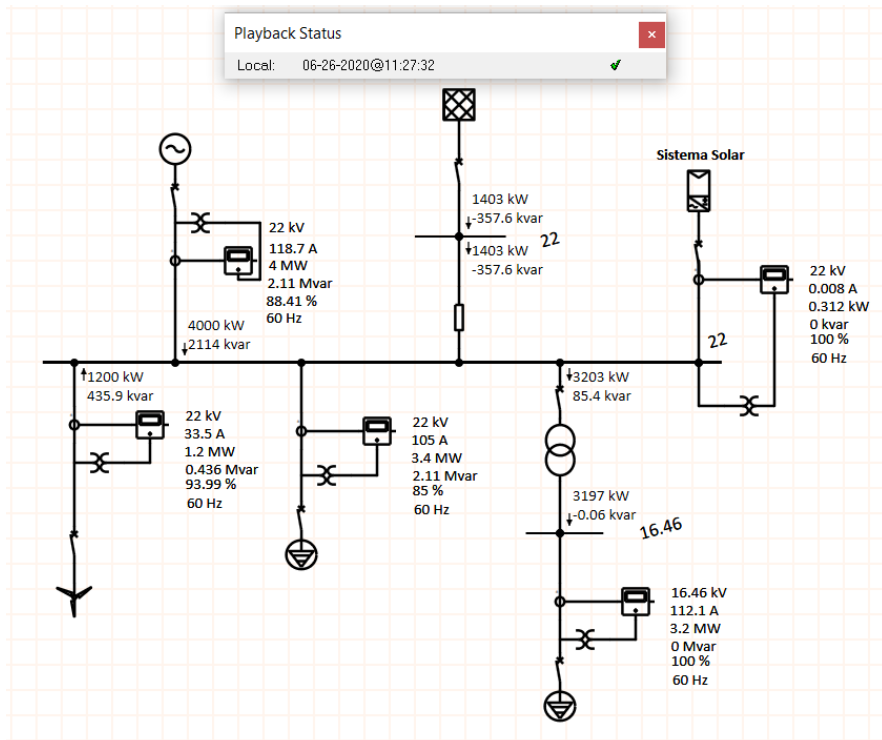 Playback Status
Local: 06-26-2020@11:27:32
Sistema Solar
1403 kW
-357.6 kvar
22
1403 kW
-357.6 kvar
22 kV
118.7 A
4 MW
2.11 Mvar
88.41 %
60 Hz
22 kV
0.008 A
0.312 kW
0 kvar
100 %
60 Hz
4000 kW
2114 kvar
22
1200 kW
435.9 kvar
3203 kW
85.4 kvar
22 kV
33.5 A
1.2 MW
0.436 Mvar
93.99 %
60 Hz
22 kV
105 A
3.4 MW
2.11 Mvar
85 %
60 Hz
3197 kW
-0.06 kvar
16.46
16.46 kV
112.1 A
3.2 MW
0 Mvar
100 %
60 Hz